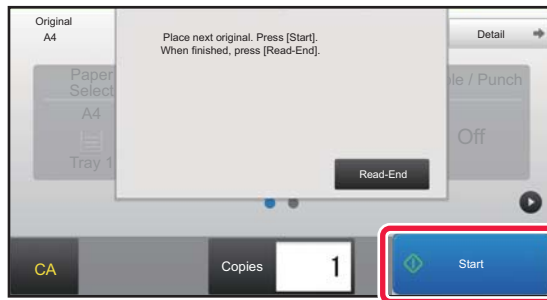 Original
A4
Place next original. Press [Start].
When finished, press [Read-End].
Detail
Paper
Select
A4
Tray 1
ple / Punch
Off
Read-End
CA
Copies
1
Start